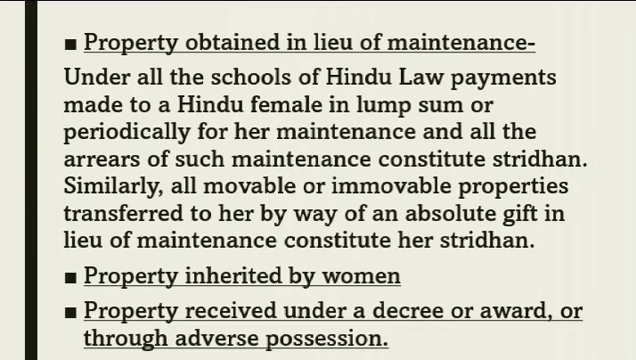 ▪ Property obtained in lieu of maintenance-
Under all the schools of Hindu Law payments
made to a Hindu female in lump sum or
periodically for her maintenance and all the
arrears of such maintenance constitute stridhan.
Similarly, all movable or immovable properties
transferred to her by way of an absolute gift in
lieu of maintenance constitute her stridhan.
▪ Property inherited by women
▪ Property received under a decree or award, or
through adverse possession.